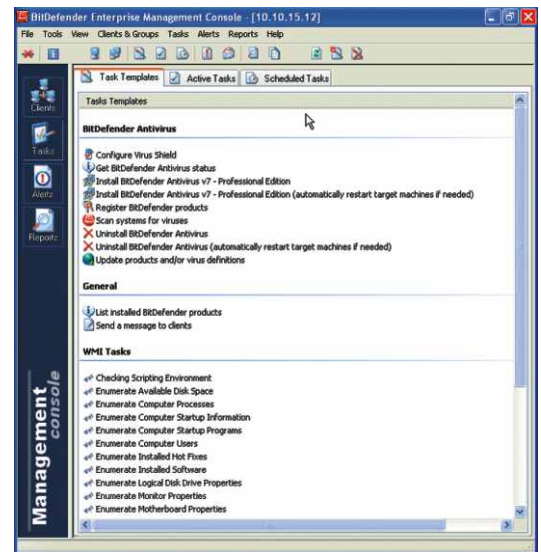 BitDefender Enterprise Management Console - [10.10.15.12]
File Tools View Clients & Groups Tasks Alerts Reports Help
Task Templates Active Tasks Scheduled Tasks
Clients
Tasks
Alerts
Reports
Management
console
Tasks Templates
BitDefender Antivirus
Configure Virus Shield
Get BitDefender Antivirus status
Install BitDefender Antivirus v7 - Professional Edition
Install BitDefender Antivirus v7 - Professional Edition (automatically restart target machines if needed)
Register BitDefender products
Scan systems for viruses
Uninstall BitDefender Antivirus
Uninstall BitDefender Antivirus (automatically restart target machines if needed)
Update products and/or virus definitions
General
List installed BitDefender products
Send a message to clients
WMI Tasks
Checking Scripting Environment
Enumerate Available Disk Space
Enumerate Computer Processes
Enumerate Computer Startup Information
Enumerate Computer Startup Programs
Enumerate Computer Users
Enumerate Installed Hot Fixes
Enumerate Installed Software
Enumerate Logical Disk Drive Properties
Enumerate Monitor Properties
Enumerate Motherboard Properties